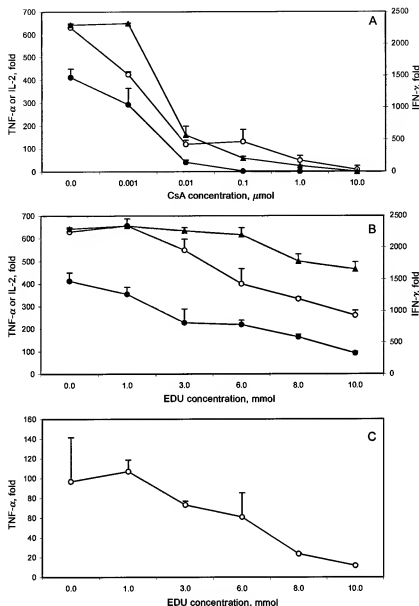 A
TNF-α or IL-2, fold
700
600
500
400
300
200
100
0
2500
2000
1500
1000
500
0
IFN-γ, fold
0.0 0.001 0.01 0.1 1.0 10.0
CsA concentration, μmol
B
TNF-α or IL-2, fold
700
600
500
400
300
200
100
0
2500
2000
1500
1000
500
0
IFN-γ, fold
0.0 1.0 3.0 6.0 8.0 10.0
EDU concentration, mmol
C
TNF-α, fold
160
140
120
100
80
60
40
20
0
0.0 1.0 3.0 6.0 8.0 10.0
EDU concentration, mmol